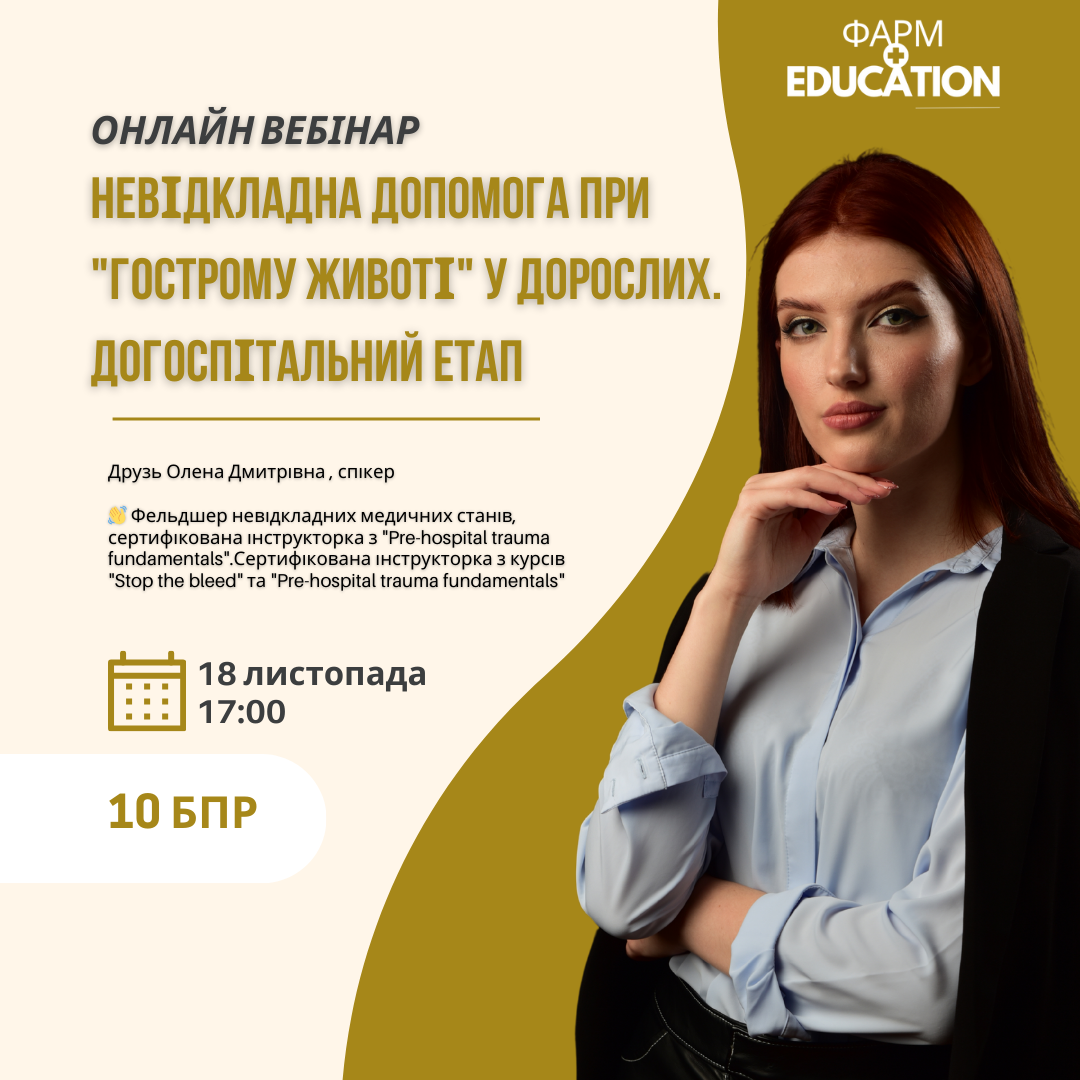 ФАРМ
EDUCATION
ОНЛАЙН ВЕБІНАР
НЕВІДКЛАДНА ДОПОМОГА ПРИ
"ГОСТРОМУ ЖИВОТІ" У ДОРОСЛИХ.
ДОГОСПІТАЛЬНИЙ ЕТАП
Друзь Олена Дмитрівна , спікер
👏 Фельдшер невідкладних медичних станів,
сертифікована інструкторка з "Pre-hospital trauma
fundamentals".Сертифікована інструкторка з курсів
"Stop the bleed" та "Pre-hospital trauma fundamentals"
18 листопада
17:00
10 БПР